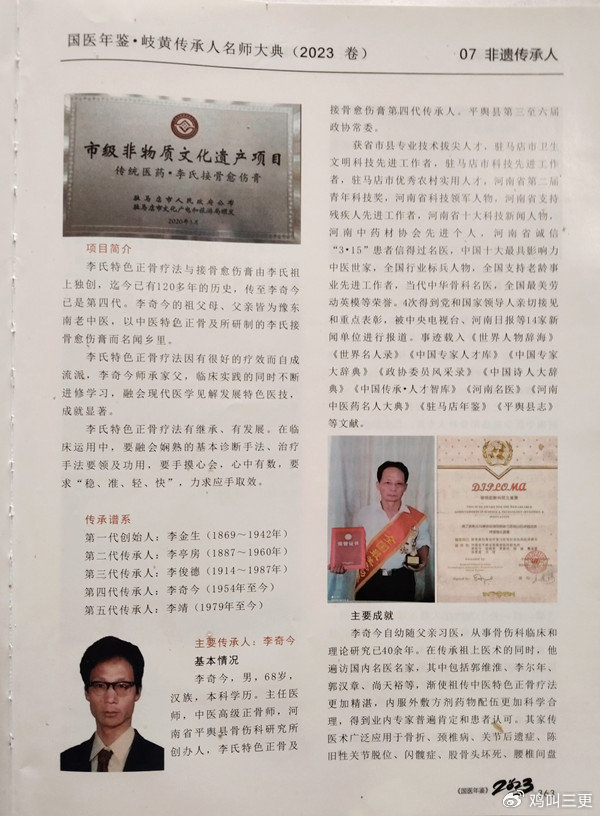 国医年鉴·岐黄传承人名师大典（2023 卷）
07 非遗传承人
市级非物质文化遗产项目
传统医药·李氏接骨愈伤膏
驻马店市人民政府公布
驻马店市文化广电和旅游局颁发
2020年5月
项目简介
李氏特色正骨疗法与接骨愈伤膏由李氏祖
上独创，迄今已有120多年的历史，传至李奇今
已是第四代。李奇今的祖父母、父亲皆为豫东
南老中医，以中医特色正骨及所研制的李氏接
骨愈伤膏而名闻乡里。
李氏特色正骨疗法因有很好的疗效而自成
流派，李奇今师承家父，临床实践的同时不断
进修学习，融会现代医学见解发展特色医技，
成就显著。
李氏特色正骨疗法有继承、有发展。在临
床运用中，要融会娴熟的基本诊断手法、治疗
手法要领及功用，要手摸心会，心中有数，要
求“稳、准、轻、快”，力求应手取效。
传承谱系
第一代创始人：李金生（1869～1942年）
第二代传承人：李亭房（1887～1960年）
第三代传承人：李俊德（1914～1987年）
第四代传承人：李奇今（1954年至今）
第五代传承人：李靖（1979年至今）
主要传承人：李奇今
基本情况
李奇今，男，68岁，
汉族，本科学历。主任医
师，中医高级正骨师，河
南省平舆县骨伤科研究所
创办人，李氏特色正骨及
接骨愈伤膏第四代传承人。平舆县第三至六届
政协常委。
获省市县专业技术拔尖人才，驻马店市卫生
文明科技先进工作者，驻马店市科技先进工作
者，驻马店市优秀农村实用人才，河南省第二届
青年科技奖，河南省科技领军人物，河南省支持
残疾人先进工作者，河南省十大科技新闻人物，
河南中药材协会先进个人，河南省诚信
“3·15”患者信得过名医，中国十大最具影响力
中医世家，全国行业标兵人物，全国支持老龄事
业先进工作者，当代中华骨科名医，全国最美劳
动英模等荣誉。4次得到党和国家领导人亲切接见
和重点表彰，被中央电视台、河南日报等14家新
闻单位进行报道。事迹载入《世界人物辞海》
《世界名人录》《中国专家人才库》《中国专家
大辞典》《政协委员风采录》《中国诗人大辞
典》《中国传承·人才智库》《河南名医》《河南
中医药名人大典》《驻马店年鉴》《平舆县志》
等文献。
荣誉证书
DIPLOMA
主要成就
李奇今自幼随父亲习医，从事骨伤科临床和
理论研究已40余年。在传承祖上医术的同时，他
遍访国内名医名家，其中包括郭维淮、李尔年、
郭汉章、尚天裕等，渐使祖传中医特色正骨疗法
更加精湛，内服外敷方剂药物配伍更加科学合
理，得到业内专家普遍肯定和患者认可。其家传
医术广泛应用于骨折、颈椎病、关节后遗症、陈
旧性关节脱位、闪髋症、股骨头坏死、腰椎间盘
《国医年鉴》2023 363
鸡叫三更